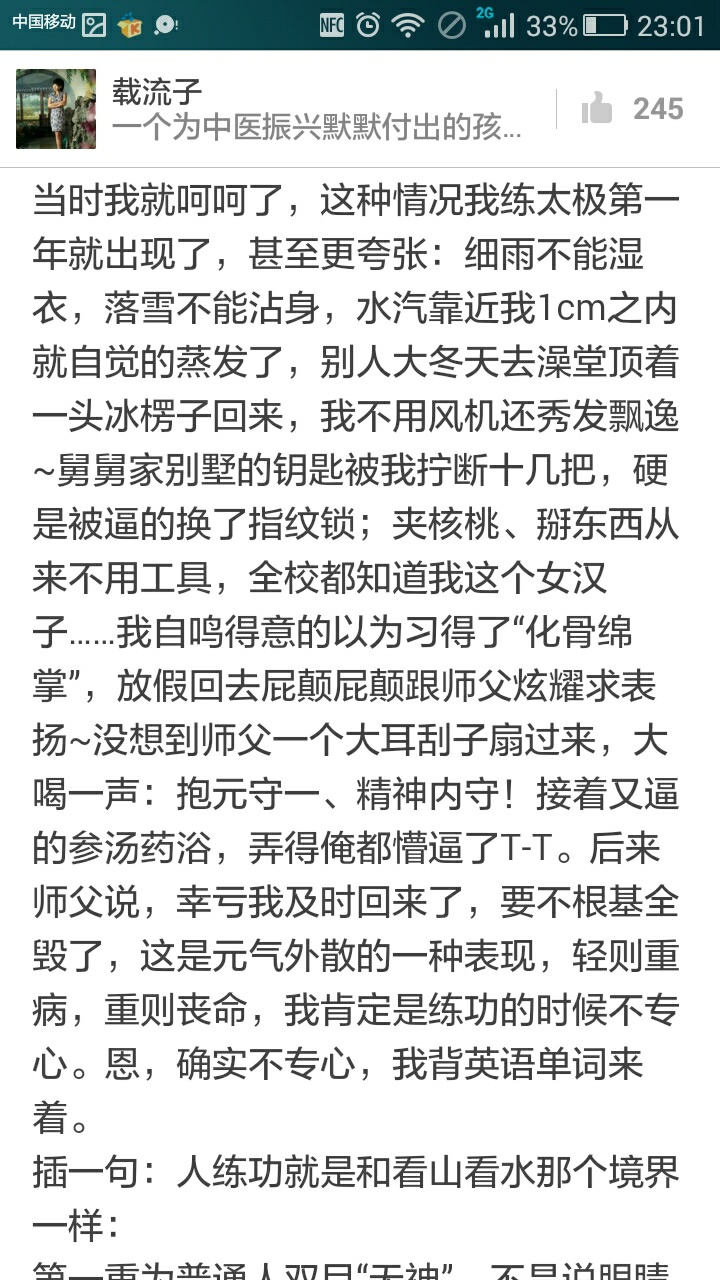 中国移动 NFC 2G 33% 23:01
载流子
一个为中医振兴默默付出的孩...
245
当时我就呵呵了，这种情况我练太极第一
年就出现了，甚至更夸张：细雨不能湿
衣，落雪不能沾身，水汽靠近我1cm之内
就自觉的蒸发了，别人大冬天去澡堂顶着
一头冰楞子回来，我不用风机还秀发飘逸
~舅舅家别墅的钥匙被我拧断十几把，硬
是被逼的换了指纹锁；夹核桃、掰东西从
来不用工具，全校都知道我这个女汉
子……我自鸣得意的以为习得了“化骨绵
掌”，放假回去屁颠屁颠跟师父炫耀求表
扬~没想到师父一个大耳刮子扇过来，大
喝一声：抱元守一、精神内守！接着又逼
的参汤药浴，弄得俺都懵逼了T-T。后来
师父说，幸亏我及时回来了，要不根基全
毁了，这是元气外散的一种表现，轻则重
病，重则丧命，我肯定是练功的时候不专
心。恩，确实不专心，我背英语单词来
着。
插一句：人练功就是和看山看水那个境界
一样：
第一重为普通人双目“无神”，不是说眼睛